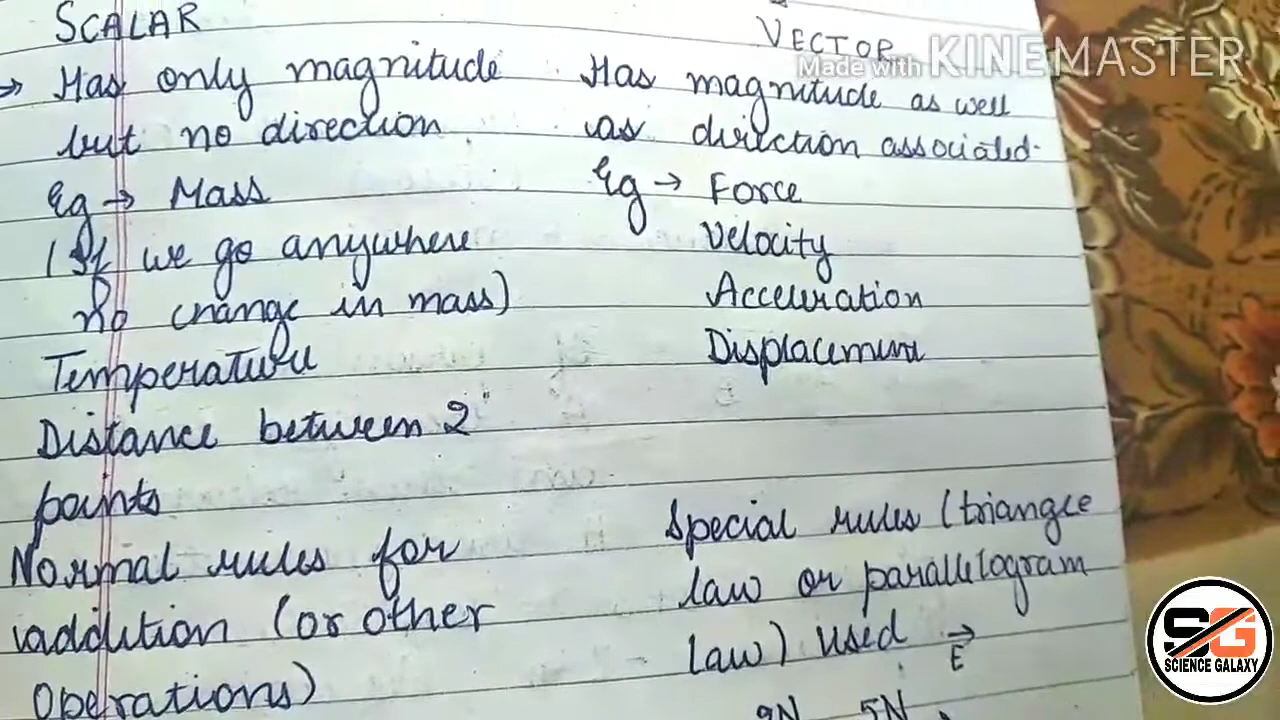 SCALAR
→ Has only magnitude
but no direction
Eg → Mass
(If we go anywhere
no change in mass)
Temperature
Distance between 2
points
Normal rules for
addition (or other
operations)
VECTOR
Made with KINEMASTER
Has magnitude as well
as direction associated.
Eg → Force
Velocity
Acceleration
Displacement
Special rules (triangle
law or parallelogram
law) used E⃗
5N
SG
SCIENCE GALAXY